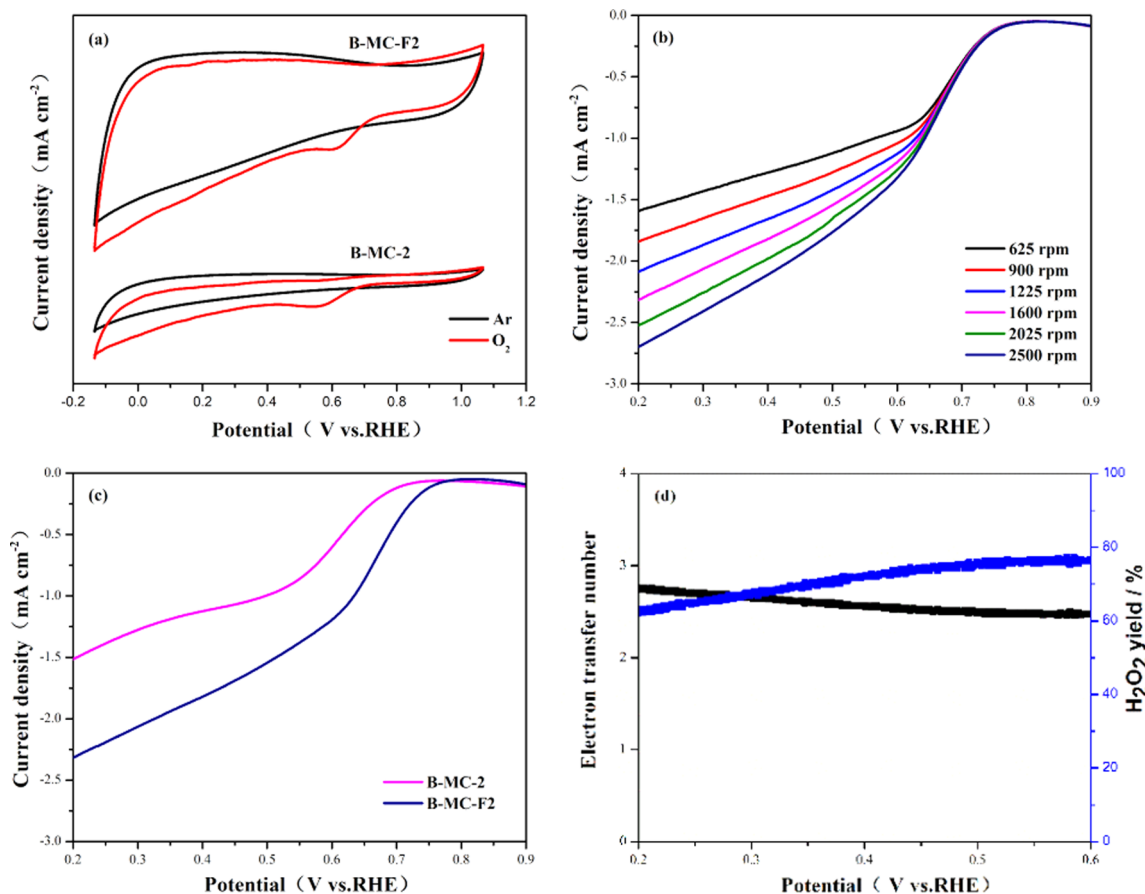 (a)
B-MC-F2
B-MC-2
Ar
O2
Current density (mA cm-2)
-0.2 0.0 0.2 0.4 0.6 0.8 1.0 1.2
Potential ( V vs.RHE)
(b)
0.0
-0.5
-1.0
-1.5
-2.0
-2.5
-3.0
Current density (mA cm-2)
625 rpm
900 rpm
1225 rpm
1600 rpm
2025 rpm
2500 rpm
0.2 0.3 0.4 0.5 0.6 0.7 0.8 0.9
Potential ( V vs.RHE)
(c)
0.0
-0.5
-1.0
-1.5
-2.0
-2.5
-3.0
Current density (mA cm-2)
B-MC-2
B-MC-F2
0.2 0.3 0.4 0.5 0.6 0.7 0.8 0.9
Potential ( V vs.RHE)
(d)
4
3
2
1
0
Electron transfer number
100
80
60
40
20
0
H2O2 yield / %
0.2 0.3 0.4 0.5 0.6
Potential ( V vs.RHE)